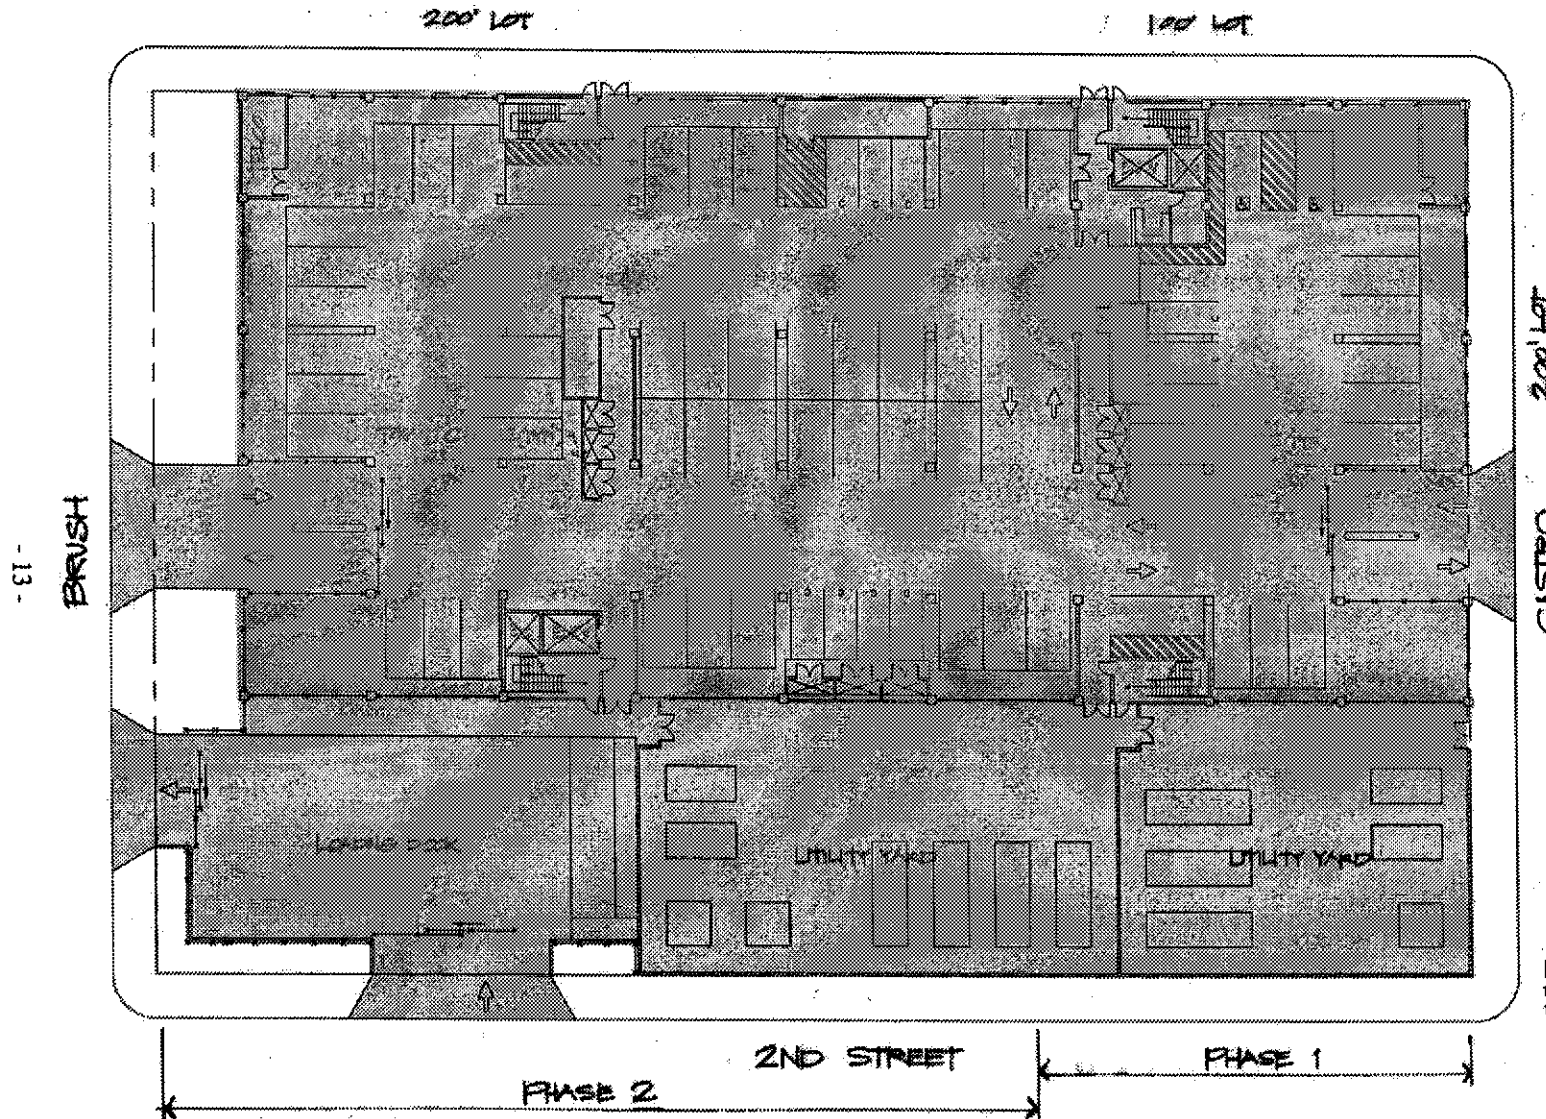 200' LOT
100' LOT
200' LOT
BRUSH
- 13 -
CASTRO
LOADING DOCK
UTILITY YARD
UTILITY YARD
2ND STREET
PHASE 1
PHASE 2